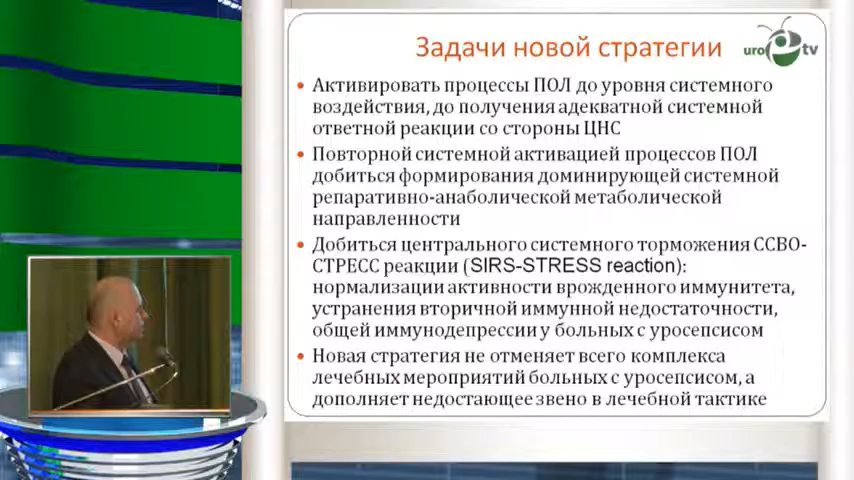 Задачи новой стратегии
uro tv
Активировать процессы ПОЛ до уровня системного
воздействия, до получения адекватной системной
ответной реакции со стороны ЦНС
Повторной системной активацией процессов ПОЛ
добиться формирования доминирующей системной
репаративно-анаболической метаболической
направленности
Добиться центрального системного торможения ССВО-
СТРЕСС реакции (SIRS-STRESS reaction):
нормализации активности врожденного иммунитета,
устранения вторичной иммунной недостаточности,
общей иммунодепрессии у больных с уросепсисом
Новая стратегия не отменяет всего комплекса
лечебных мероприятий больных с уросепсисом, а
дополняет недостающее звено в лечебной тактике